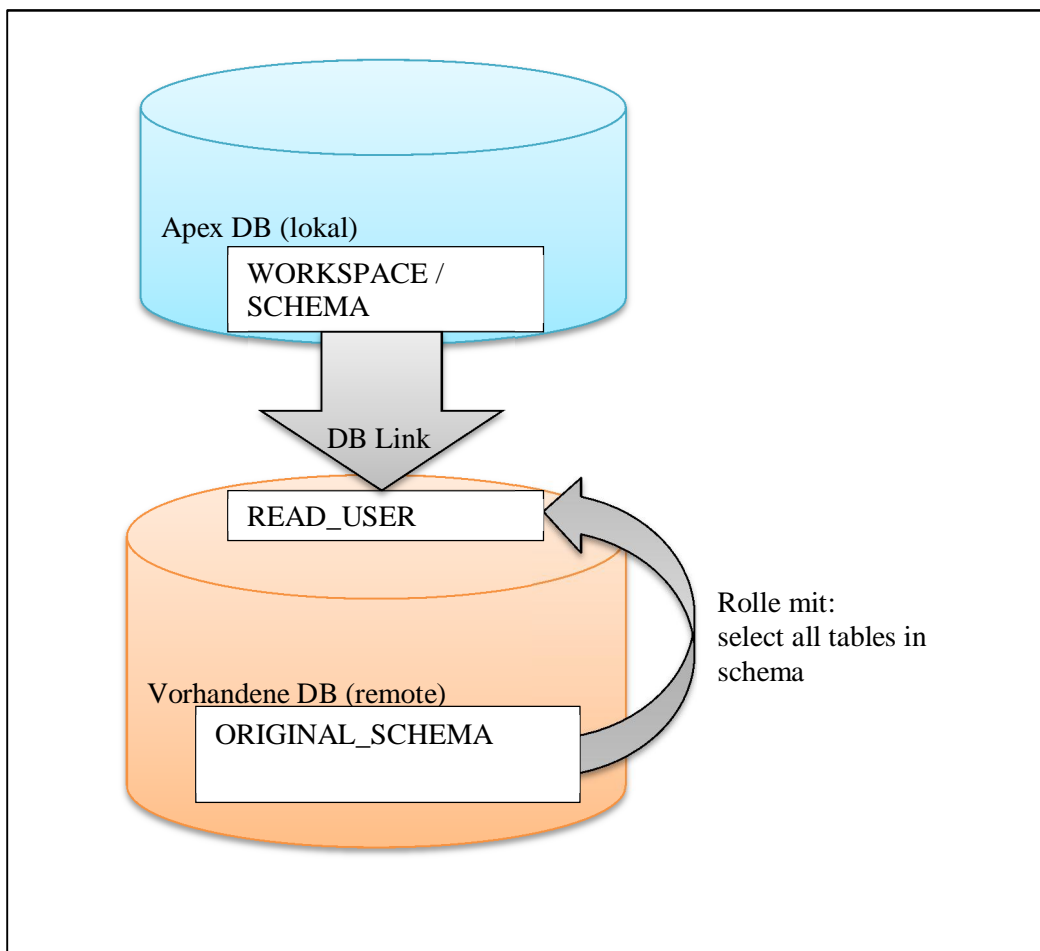 Apex DB (lokal)
WORKSPACE /
SCHEMA
DB Link
READ_USER
Rolle mit:
select all tables in
schema
Vorhandene DB (remote)
ORIGINAL_SCHEMA